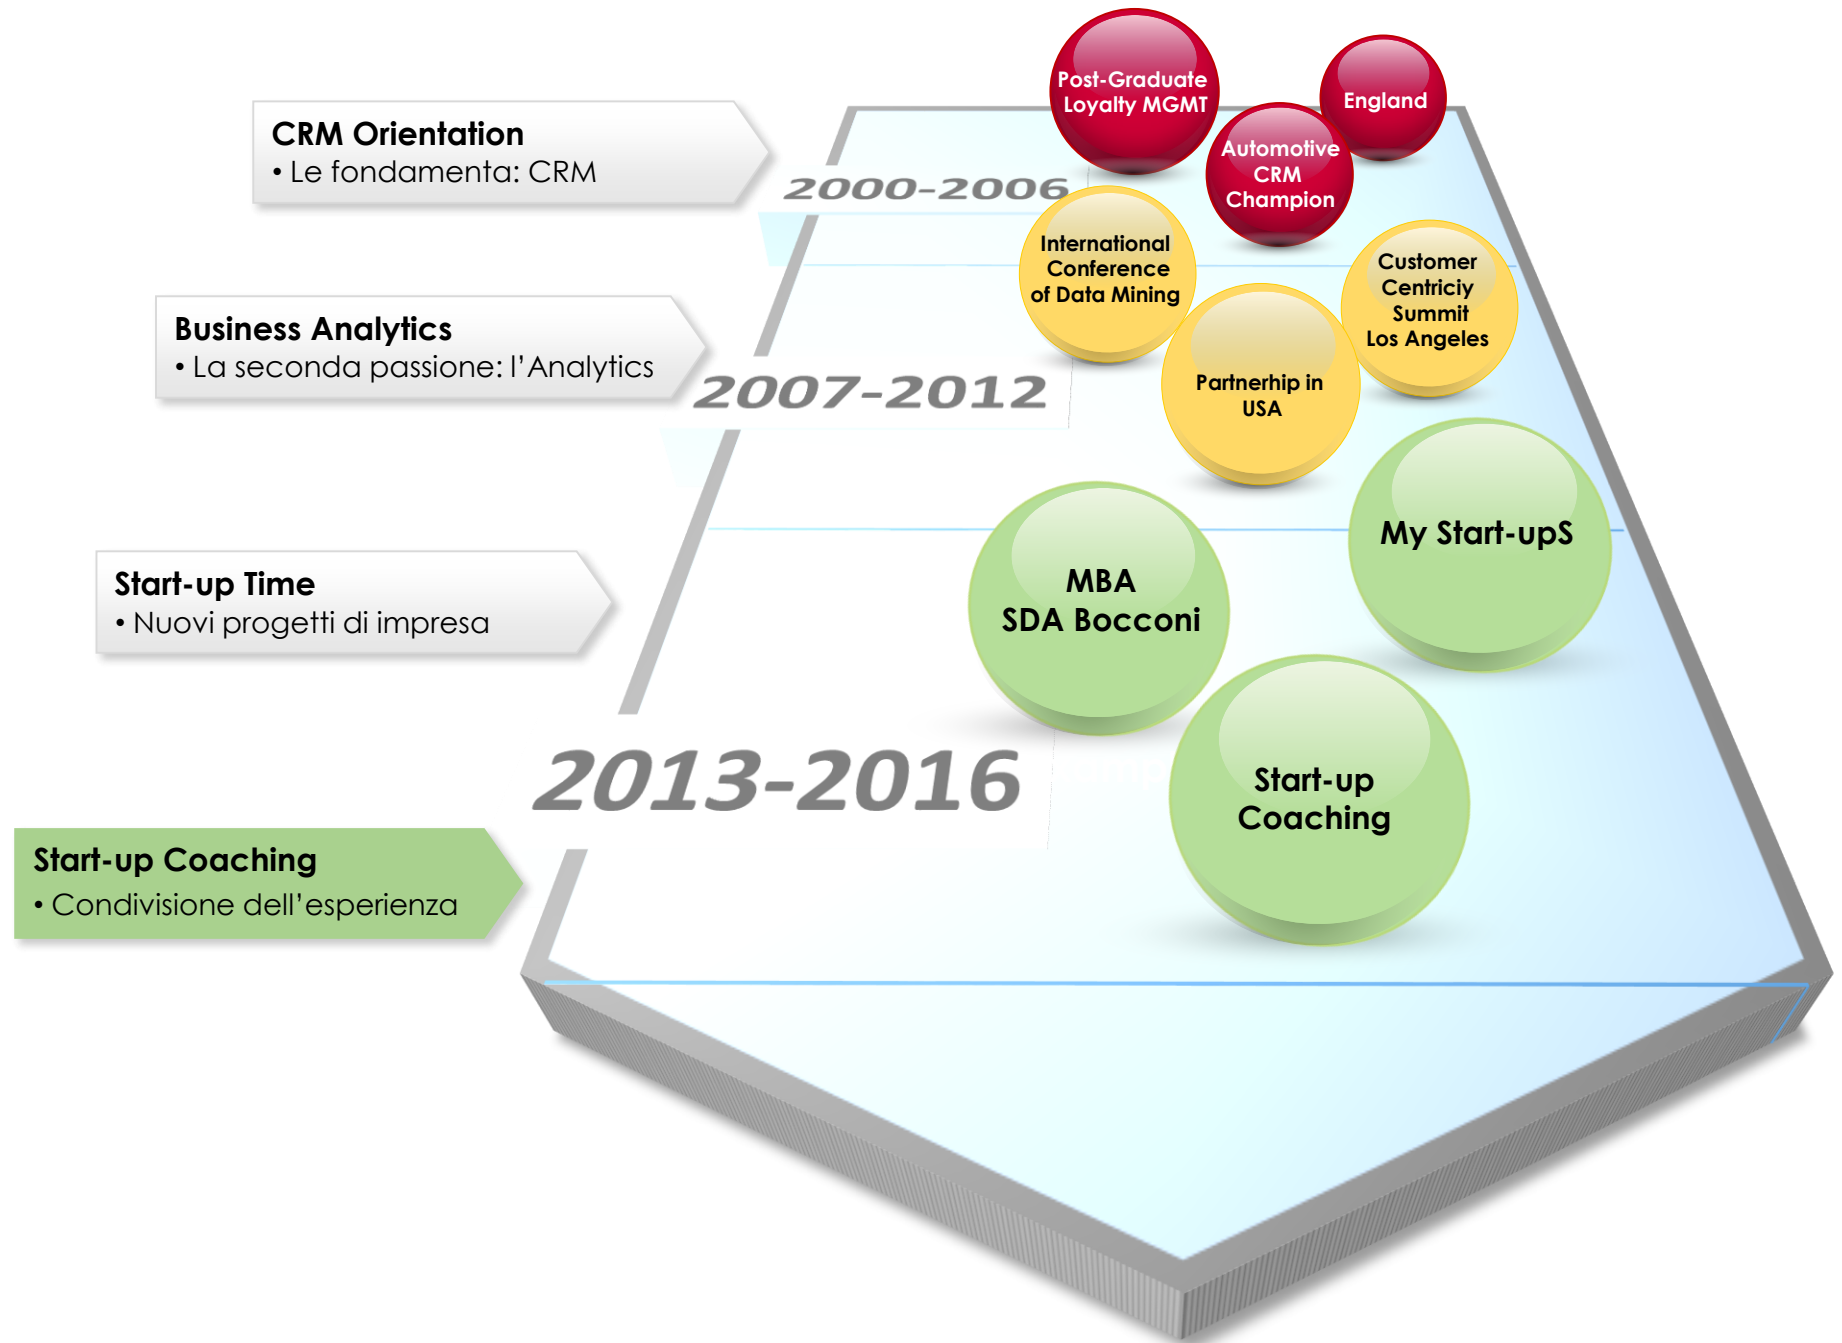 CRM Orientation
• Le fondamenta: CRM
2000-2006
Post-Graduate
Loyalty MGMT
England
Automotive
CRM
Champion
Business Analytics
• La seconda passione: l’Analytics
2007-2012
International
Conference
of Data Mining
Customer
Centriciy
Summit
Los Angeles
Partnerhip in
USA
Start-up Time
• Nuovi progetti di impresa
My Start-upS
MBA
SDA Bocconi
2013-2016
Start-up
Coaching
Start-up Coaching
• Condivisione dell’esperienza